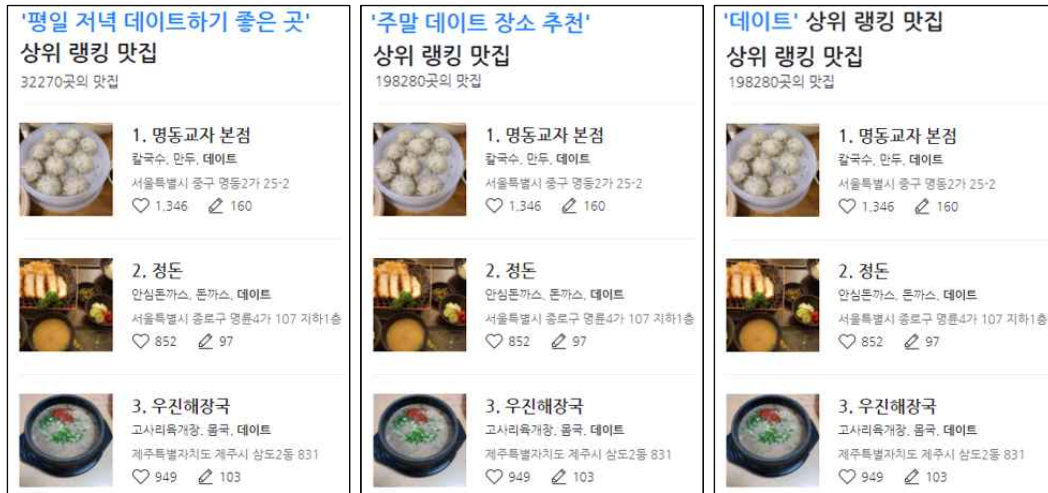 '평일 저녁 데이트하기 좋은 곳'
상위 랭킹 맛집
32270곳의 맛집
1. 명동교자 본점
칼국수, 만두, 데이트
서울특별시 중구 명동2가 25-2
1,346 160
2. 정돈
안심돈까스, 돈까스, 데이트
서울특별시 종로구 명륜4가 107 지하1층
852 97
3. 우진해장국
고사리육개장, 몸국, 데이트
제주특별자치도 제주시 삼도2동 831
949 103
'주말 데이트 장소 추천'
상위 랭킹 맛집
198280곳의 맛집
1. 명동교자 본점
칼국수, 만두, 데이트
서울특별시 중구 명동2가 25-2
1,346 160
2. 정돈
안심돈까스, 돈까스, 데이트
서울특별시 종로구 명륜4가 107 지하1층
852 97
3. 우진해장국
고사리육개장, 몸국, 데이트
제주특별자치도 제주시 삼도2동 831
949 103
'데이트' 상위 랭킹 맛집
상위 랭킹 맛집
198280곳의 맛집
1. 명동교자 본점
칼국수, 만두, 데이트
서울특별시 중구 명동2가 25-2
1,346 160
2. 정돈
안심돈까스, 돈까스, 데이트
서울특별시 종로구 명륜4가 107 지하1층
852 97
3. 우진해장국
고사리육개장, 몸국, 데이트
제주특별자치도 제주시 삼도2동 831
949 103